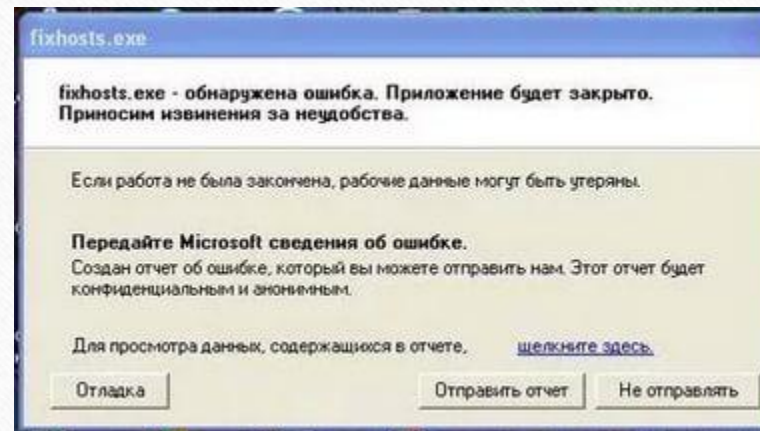 fixhosts.exe
fixhosts.exe - обнаружена ошибка. Приложение будет закрыто.
Приносим извинения за неудобства.
Если работа не была закончена, рабочие данные могут быть утеряны.
Передайте Microsoft сведения об ошибке.
Создан отчет об ошибке, который вы можете отправить нам. Этот отчет будет
конфиденциальным и анонимным.
Для просмотра данных, содержащихся в отчете, щелкните здесь.
Отладка Отправить отчет Не отправлять